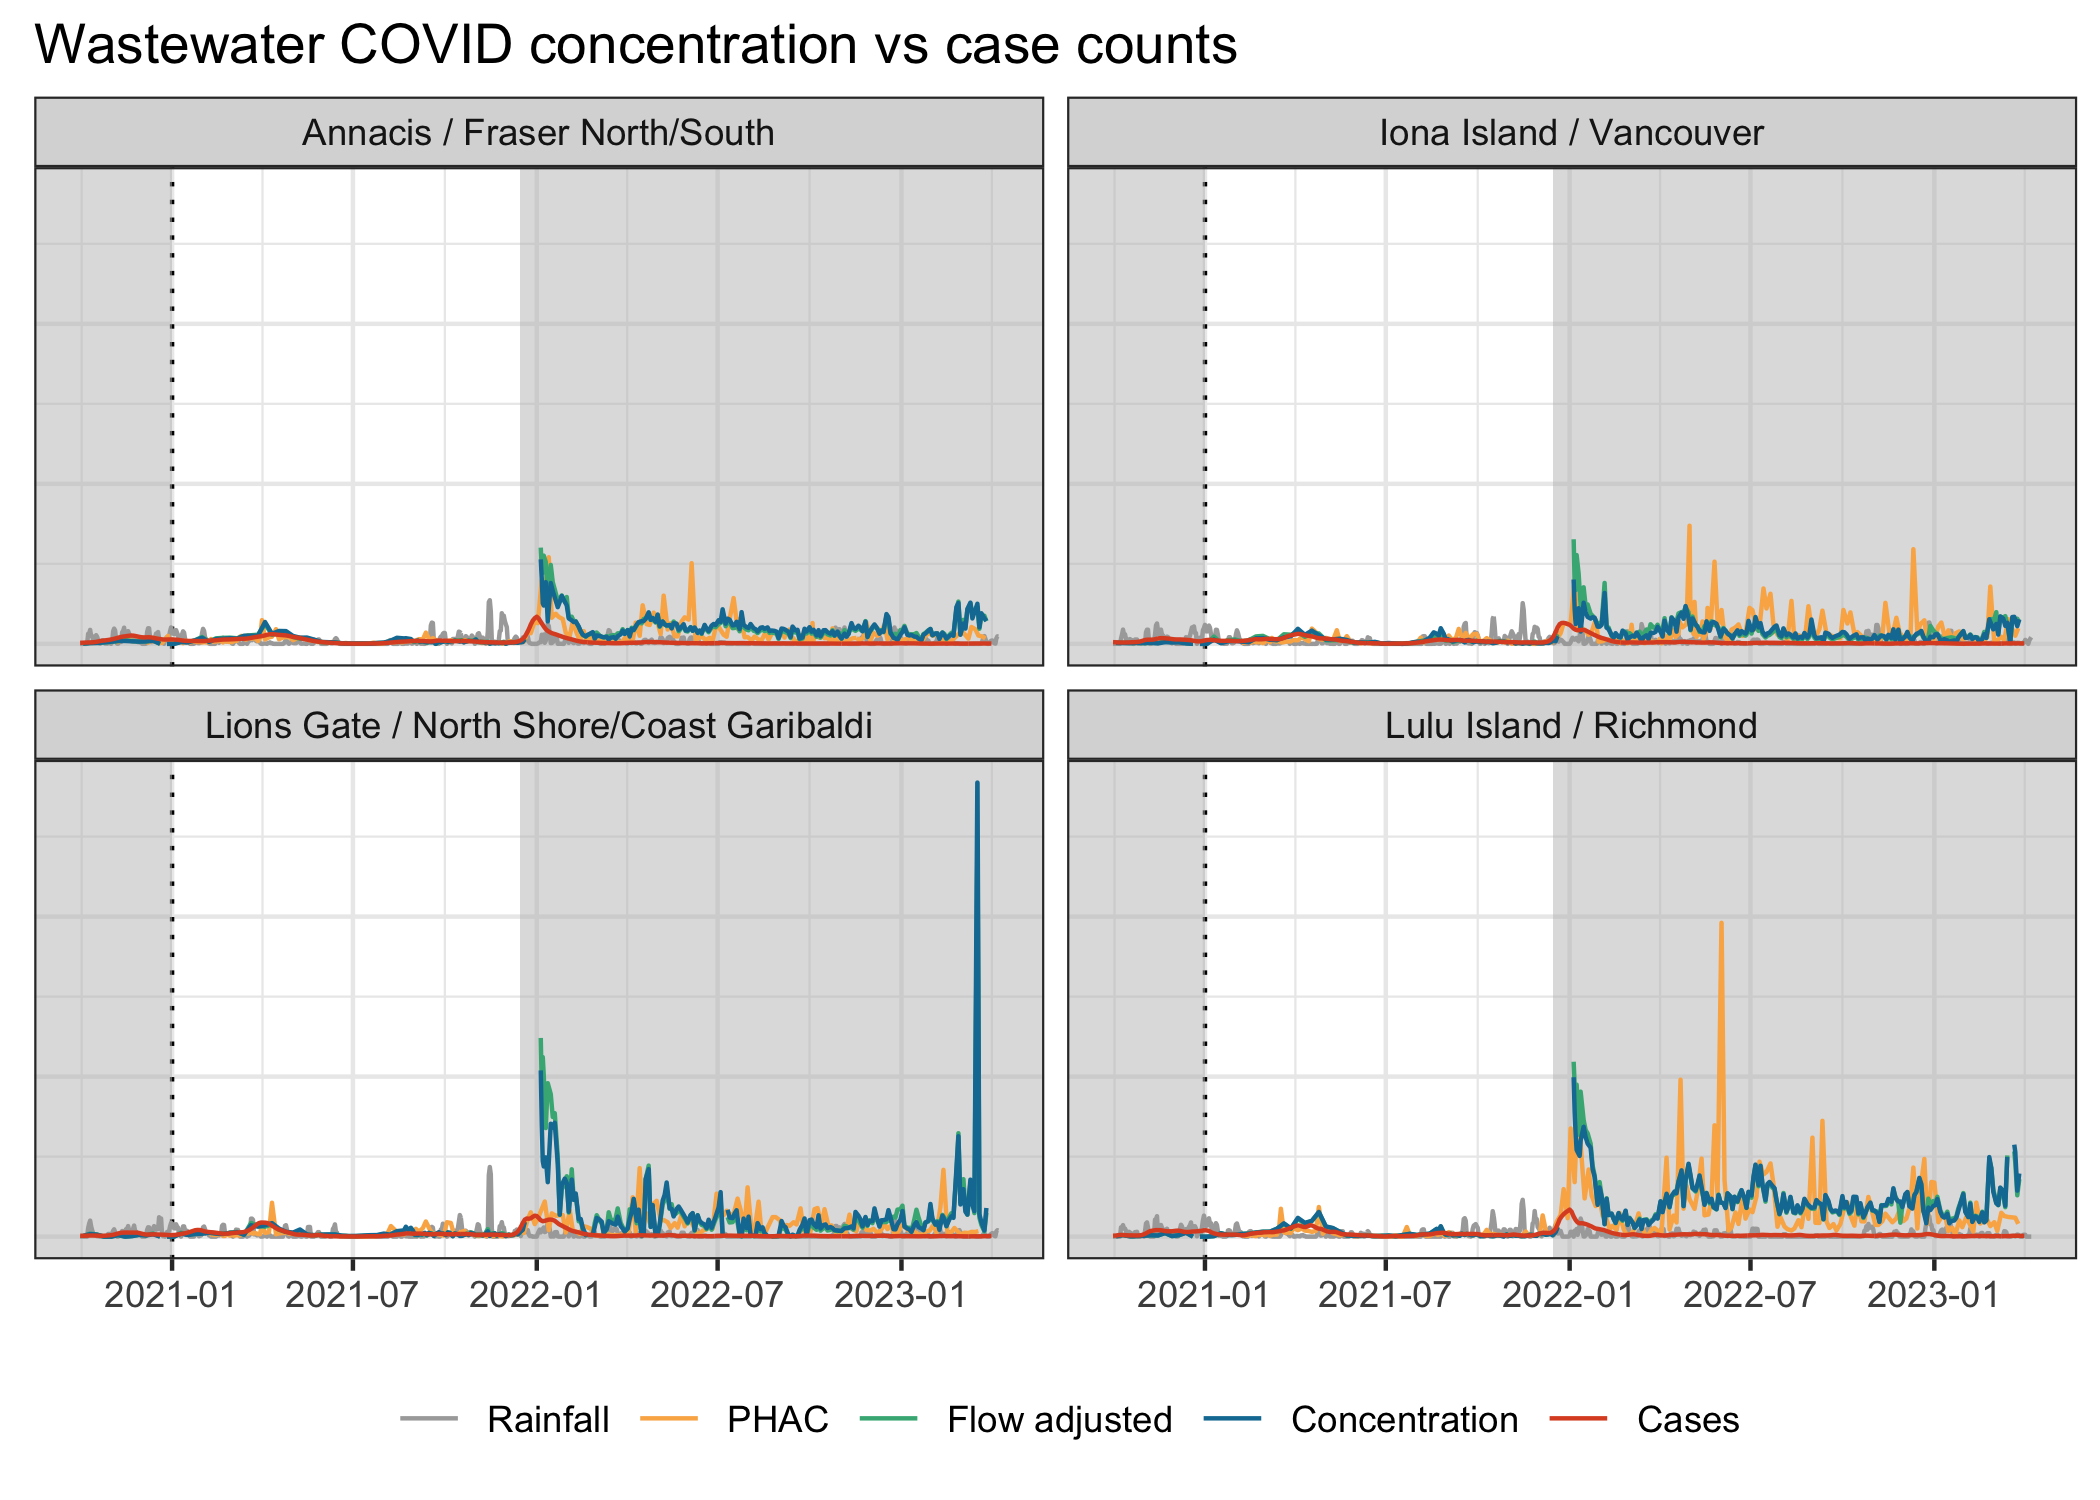 Wastewater COVID concentration vs case counts
Annacis / Fraser North/South
Iona Island / Vancouver
Lions Gate / North Shore/Coast Garibaldi
Lulu Island / Richmond
2021-01 2021-07 2022-01 2022-07 2023-01
2021-01 2021-07 2022-01 2022-07 2023-01
Rainfall PHAC Flow adjusted Concentration Cases